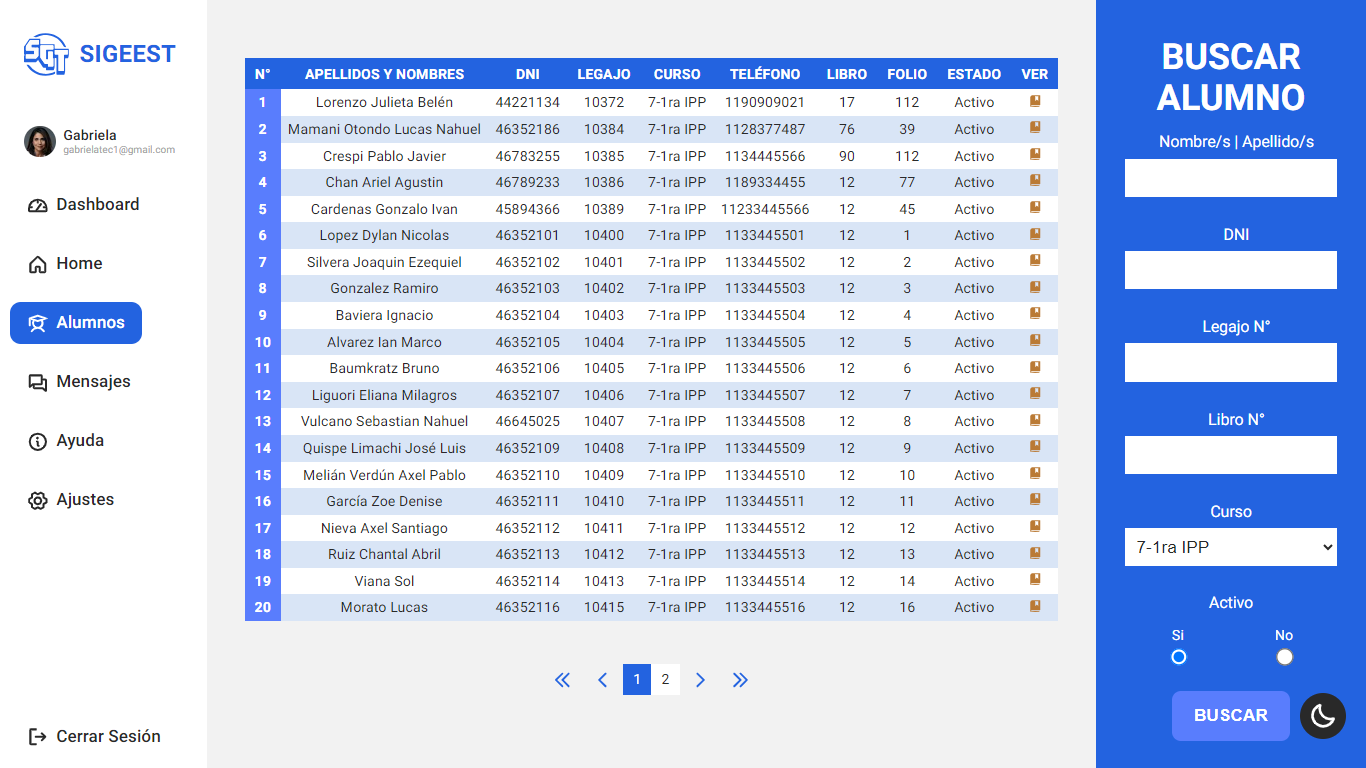 SGT SIGEEST
Gabriela
gabrielatec1@gmail.com
Dashboard
Home
Alumnos
Mensajes
Ayuda
Ajustes
Cerrar Sesión
N° APELLIDOS Y NOMBRES DNI LEGAJO CURSO TELÉFONO LIBRO FOLIO ESTADO VER
1 Lorenzo Julieta Belén 44221134 10372 7-1ra IPP 1190909021 17 112 Activo
2 Mamani Otondo Lucas Nahuel 46352186 10384 7-1ra IPP 1128377487 76 39 Activo
3 Crespi Pablo Javier 46783255 10385 7-1ra IPP 1134445566 90 112 Activo
4 Chan Ariel Agustin 46789233 10386 7-1ra IPP 1189334455 12 77 Activo
5 Cardenas Gonzalo Ivan 45894366 10389 7-1ra IPP 11233445566 12 45 Activo
6 Lopez Dylan Nicolas 46352101 10400 7-1ra IPP 1133445501 12 1 Activo
7 Silvera Joaquin Ezequiel 46352102 10401 7-1ra IPP 1133445502 12 2 Activo
8 Gonzalez Ramiro 46352103 10402 7-1ra IPP 1133445503 12 3 Activo
9 Baviera Ignacio 46352104 10403 7-1ra IPP 1133445504 12 4 Activo
10 Alvarez Ian Marco 46352105 10404 7-1ra IPP 1133445505 12 5 Activo
11 Baumkratz Bruno 46352106 10405 7-1ra IPP 1133445506 12 6 Activo
12 Liguori Eliana Milagros 46352107 10406 7-1ra IPP 1133445507 12 7 Activo
13 Vulcano Sebastian Nahuel 46645025 10407 7-1ra IPP 1133445508 12 8 Activo
14 Quispe Limachi José Luis 46352109 10408 7-1ra IPP 1133445509 12 9 Activo
15 Melián Verdún Axel Pablo 46352110 10409 7-1ra IPP 1133445510 12 10 Activo
16 García Zoe Denise 46352111 10410 7-1ra IPP 1133445511 12 11 Activo
17 Nieva Axel Santiago 46352112 10411 7-1ra IPP 1133445512 12 12 Activo
18 Ruiz Chantal Abril 46352113 10412 7-1ra IPP 1133445513 12 13 Activo
19 Viana Sol 46352114 10413 7-1ra IPP 1133445514 12 14 Activo
20 Morato Lucas 46352116 10415 7-1ra IPP 1133445516 12 16 Activo
1 2
BUSCAR
ALUMNO
Nombre/s | Apellido/s
DNI
Legajo N°
Libro N°
Curso
7-1ra IPP
Activo
Si No
BUSCAR